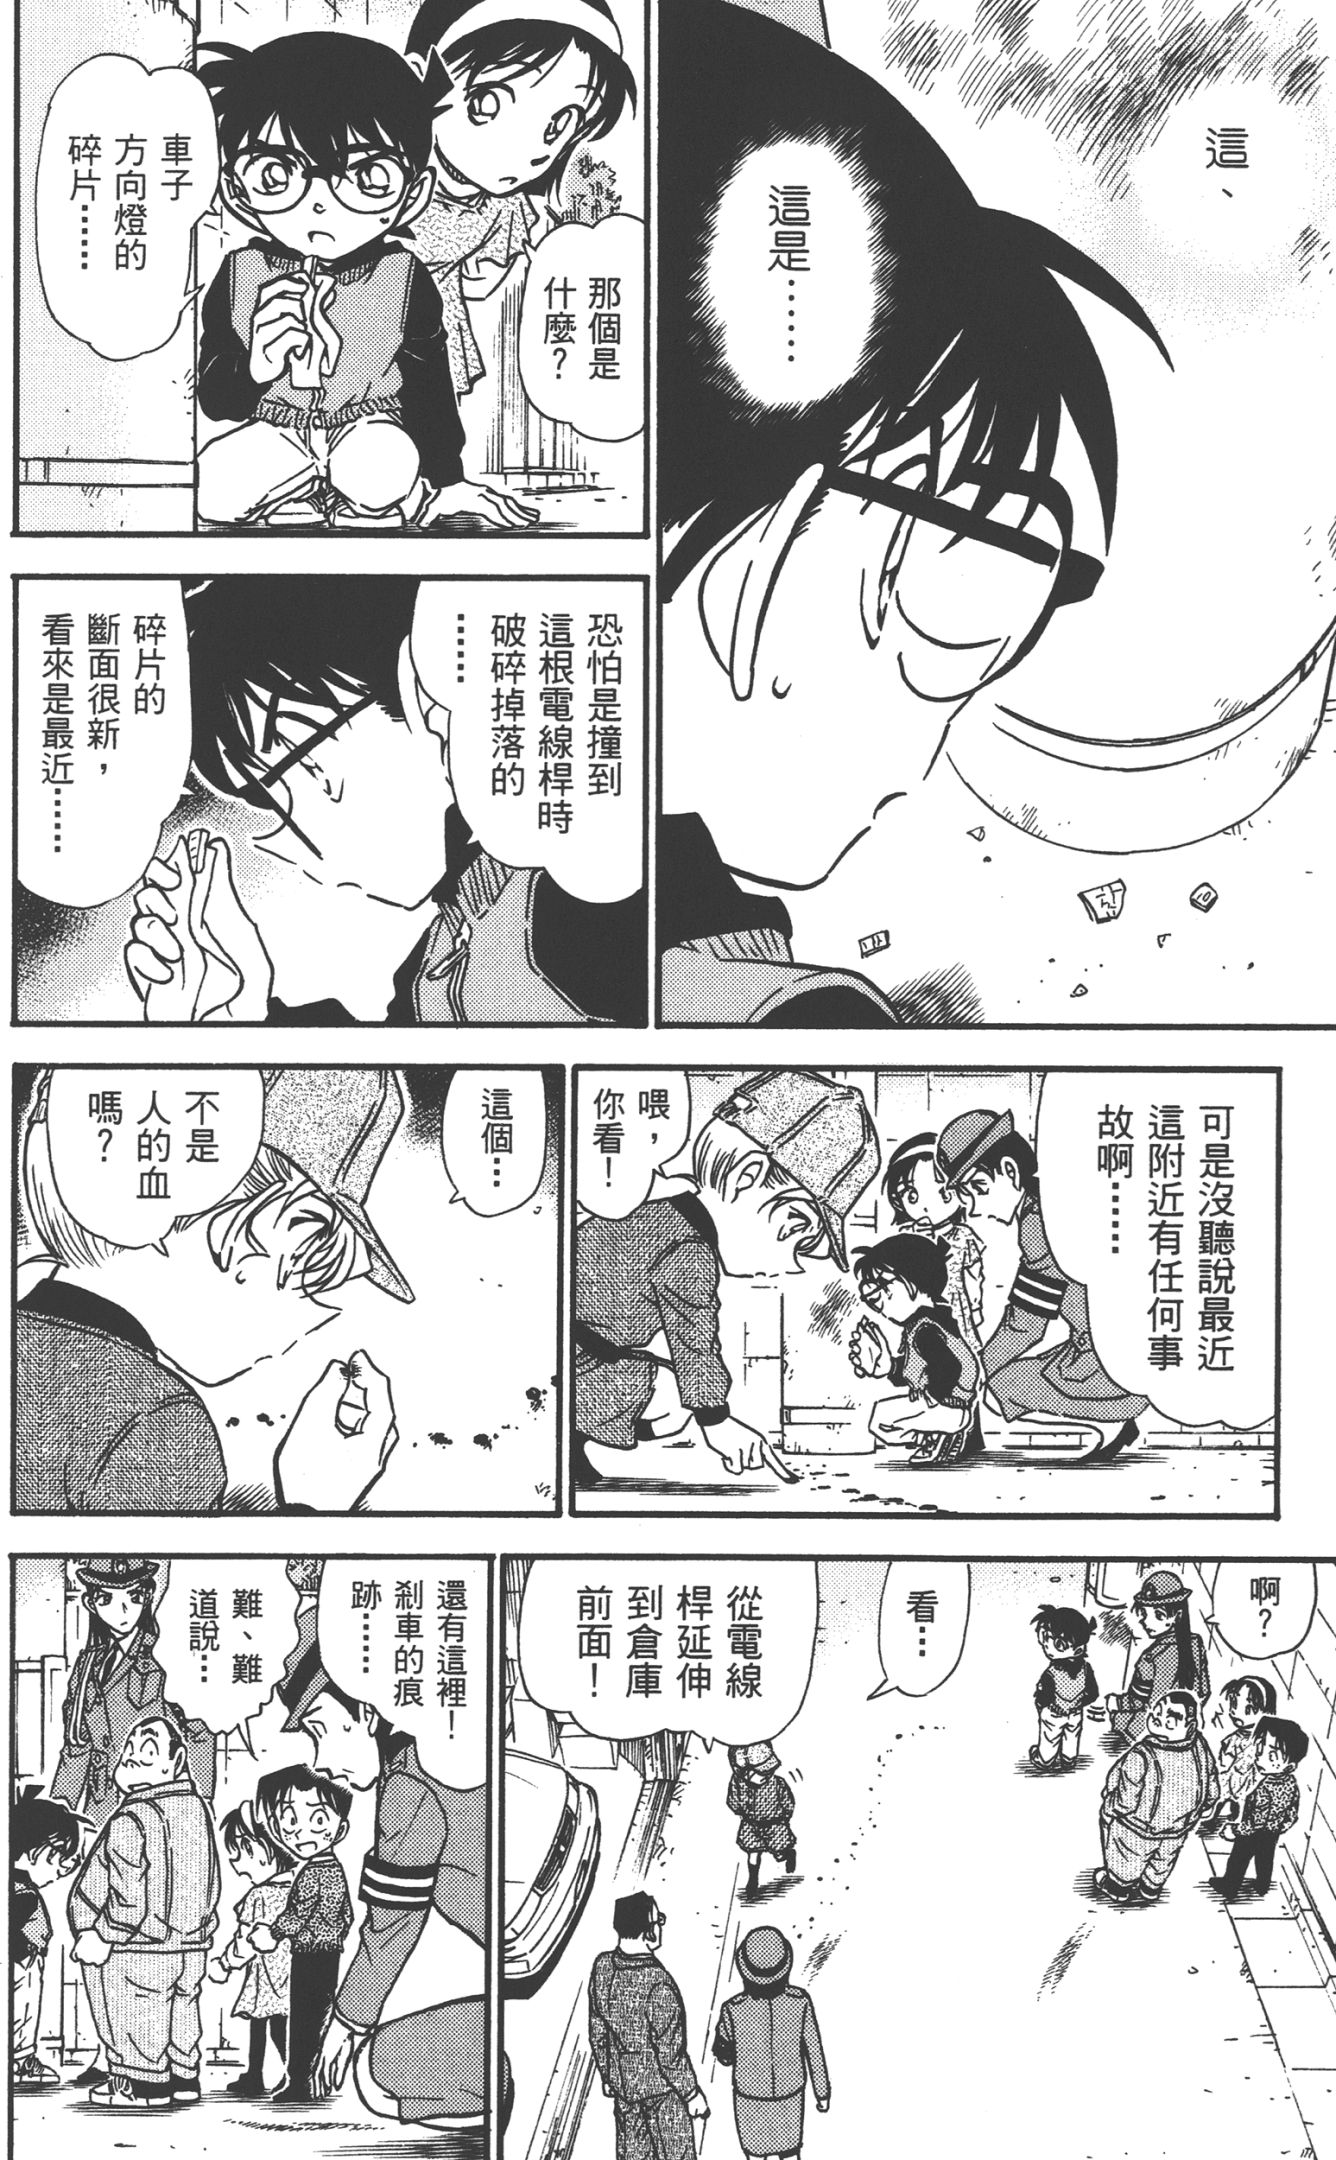 這、
這是……
那個是
什麼？
車子
方向燈的
碎片……
恐怕是撞到
這根電線桿時
破碎掉落的
……
碎片的
斷面很新，
看來是最近……
可是沒聽說最近
這附近有任何事
故啊……
喂，
你看！
這個…
不是
人的血
嗎？
啊？
看…
從電線
桿延伸
到倉庫
前面！
還有這裡！
剎車的痕
跡……
難、難
道說…